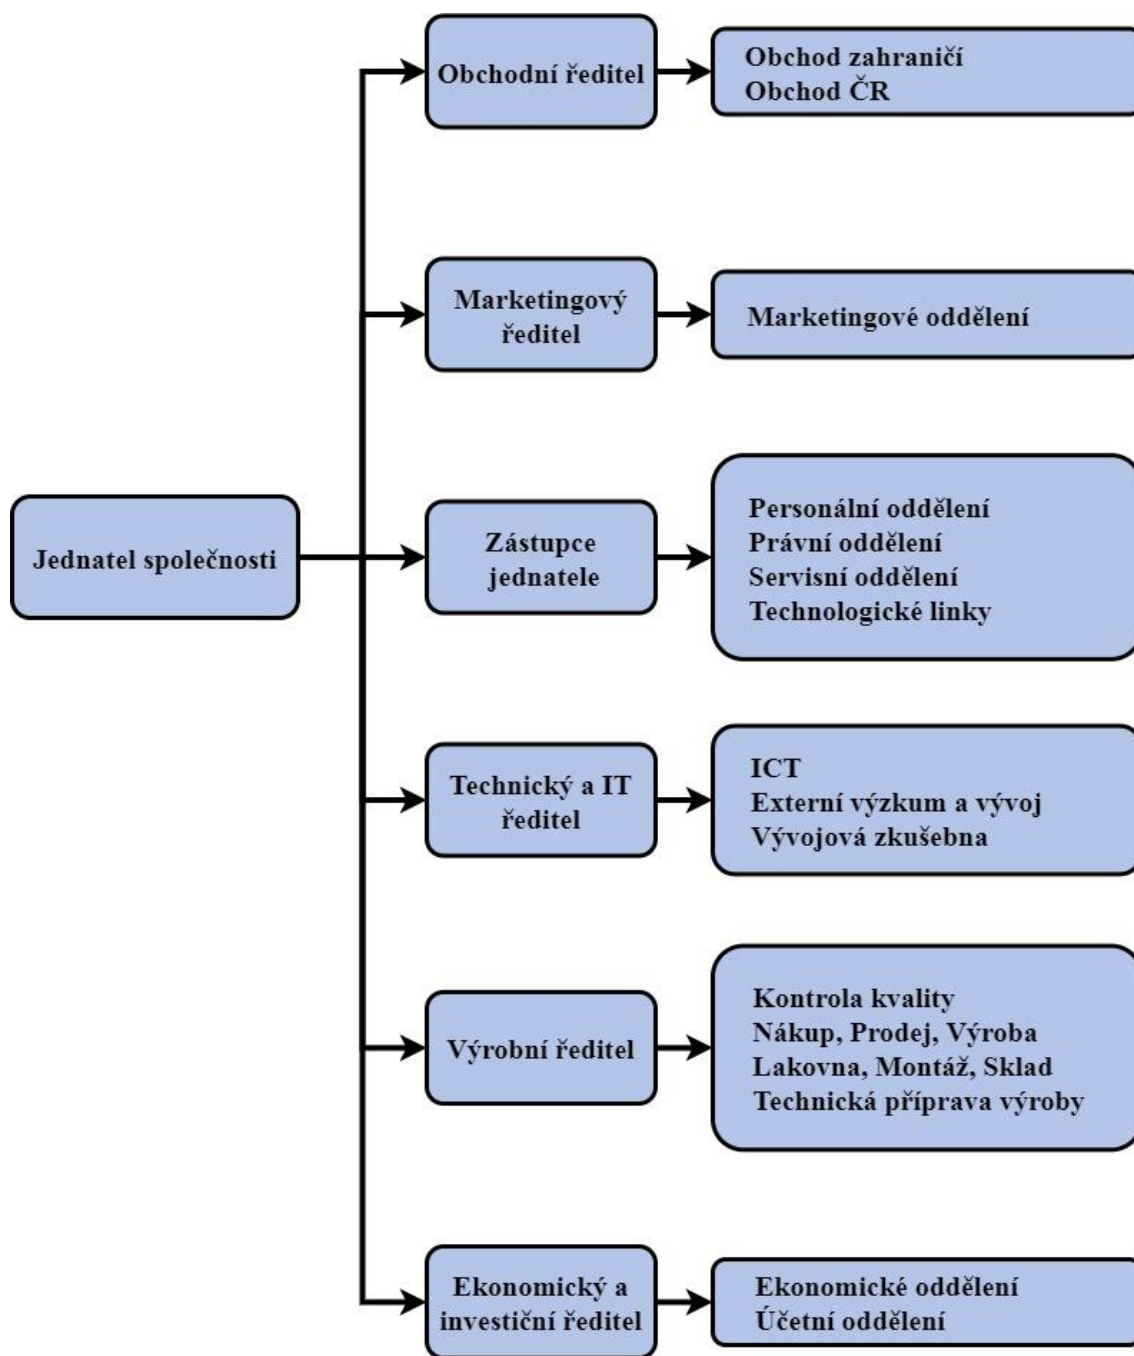 Jednatel společnosti
Obchodní ředitel
Obchod zahraničí
Obchod ČR
Marketingový
ředitel
Marketingové oddělení
Zástupce
jednatele
Personální oddělení
Právní oddělení
Servisní oddělení
Technologické linky
Technický a IT
ředitel
ICT
Externí výzkum a vývoj
Vývojová zkušebna
Výrobní ředitel
Kontrola kvality
Nákup, Prodej, Výroba
Lakovna, Montáž, Sklad
Technická příprava výroby
Ekonomický a
investiční ředitel
Ekonomické oddělení
Účetní oddělení